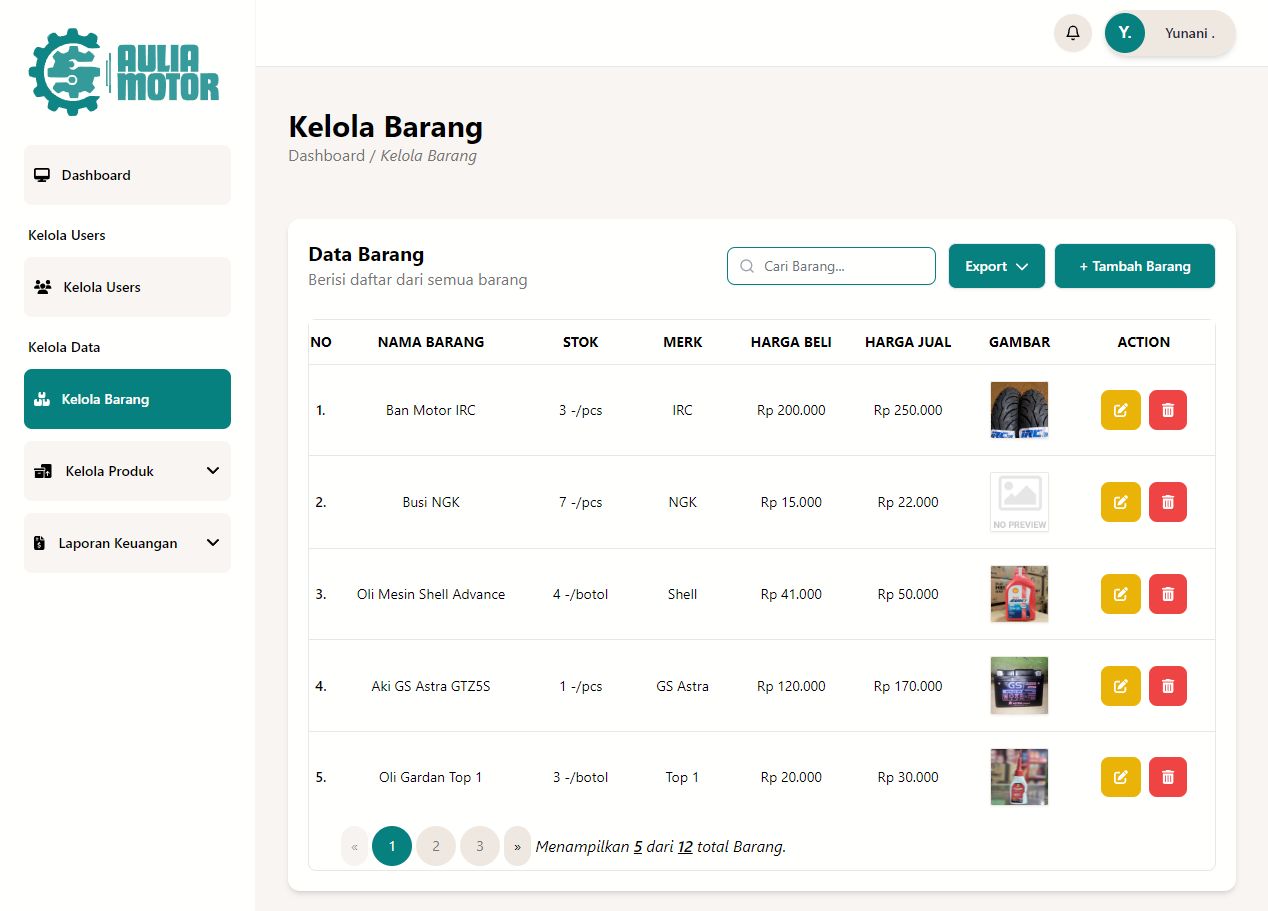 AULIA
MOTOR
Y.
Yunani .
Dashboard
Kelola Users
Kelola Users
Kelola Data
Kelola Barang
Kelola Produk
Laporan Keuangan
Kelola Barang
Dashboard / Kelola Barang
Data Barang
Berisi daftar dari semua barang
Cari Barang...
Export
+ Tambah Barang
NO NAMA BARANG STOK MERK HARGA BELI HARGA JUAL GAMBAR ACTION
1. Ban Motor IRC 3 -/pcs IRC Rp 200.000 Rp 250.000
IRC IRC
2. Busi NGK 7 -/pcs NGK Rp 15.000 Rp 22.000
NO PREVIEW
3. Oli Mesin Shell Advance 4 -/botol Shell Rp 41.000 Rp 50.000
4. Aki GS Astra GTZ5S 1 -/pcs GS Astra Rp 120.000 Rp 170.000
GS
5. Oli Gardan Top 1 3 -/botol Top 1 Rp 20.000 Rp 30.000
« 1 2 3 » Menampilkan 5 dari 12 total Barang.